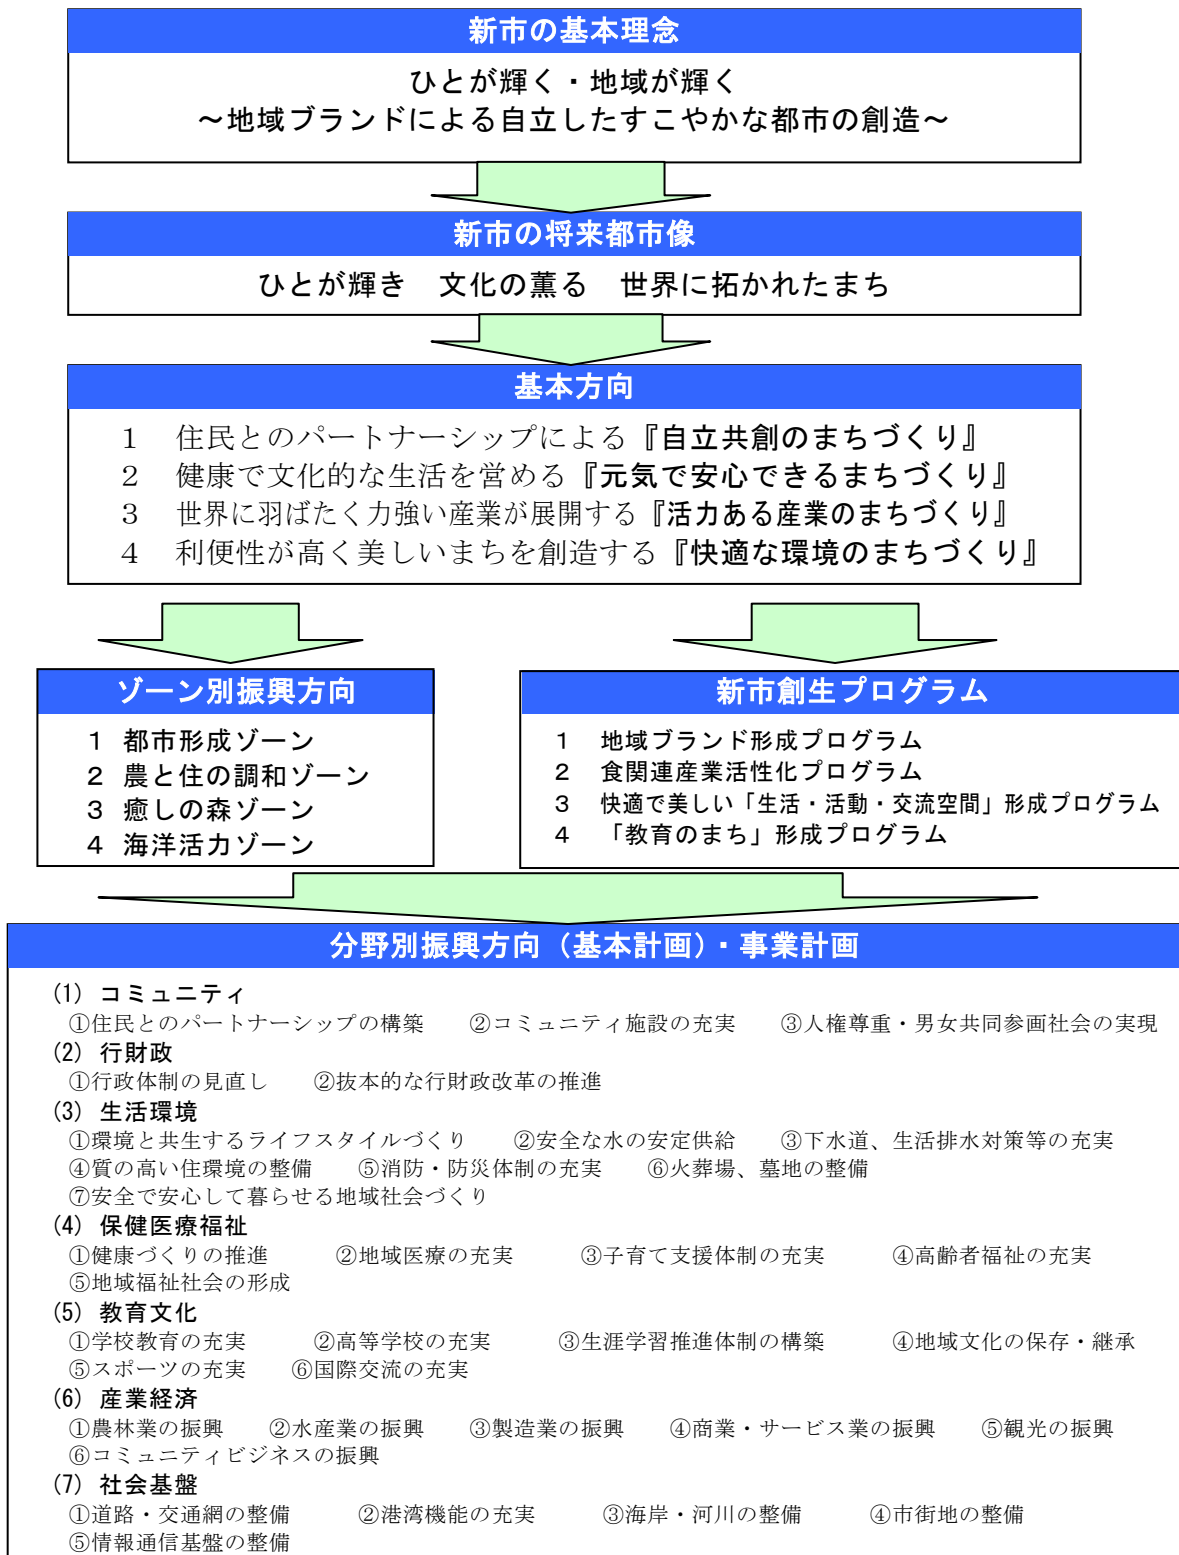 新市の基本理念
ひとが輝く・地域が輝く
～地域ブランドによる自立したすこやかな都市の創造～
新市の将来都市像
ひとが輝き　文化の薫る　世界に拓かれたまち
基本方向
１　住民とのパートナーシップによる『自立共創のまちづくり』
２　健康で文化的な生活を営める『元気で安心できるまちづくり』
３　世界に羽ばたく力強い産業が展開する『活力ある産業のまちづくり』
４　利便性が高く美しいまちを創造する『快適な環境のまちづくり』
ゾーン別振興方向
１ 都市形成ゾーン
２ 農と住の調和ゾーン
３ 癒しの森ゾーン
４ 海洋活力ゾーン
新市創生プログラム
１　地域ブランド形成プログラム
２　食関連産業活性化プログラム
３　快適で美しい「生活・活動・交流空間」形成プログラム
４　「教育のまち」形成プログラム
分野別振興方向（基本計画）・事業計画
(1) コミュニティ
①住民とのパートナーシップの構築　　②コミュニティ施設の充実　　③人権尊重・男女共同参画社会の実現
(2) 行財政
①行政体制の見直し　　②抜本的な行財政改革の推進
(3) 生活環境
①環境と共生するライフスタイルづくり　　②安全な水の安定供給　　③下水道、生活排水対策等の充実
④質の高い住環境の整備　　⑤消防・防災体制の充実　　⑥火葬場、墓地の整備
⑦安全で安心して暮らせる地域社会づくり
(4) 保健医療福祉
①健康づくりの推進　　　②地域医療の充実　　　③子育て支援体制の充実　　　④高齢者福祉の充実
⑤地域福祉社会の形成
(5) 教育文化
①学校教育の充実　　　②高等学校の充実　　　③生涯学習推進体制の構築　　　④地域文化の保存・継承
⑤スポーツの充実　　⑥国際交流の充実
(6) 産業経済
①農林業の振興　　②水産業の振興　　③製造業の振興　　④商業・サービス業の振興　　⑤観光の振興
⑥コミュニティビジネスの振興
(7) 社会基盤
①道路・交通網の整備　　　②港湾機能の充実　　　③海岸・河川の整備　　　④市街地の整備
⑤情報通信基盤の整備